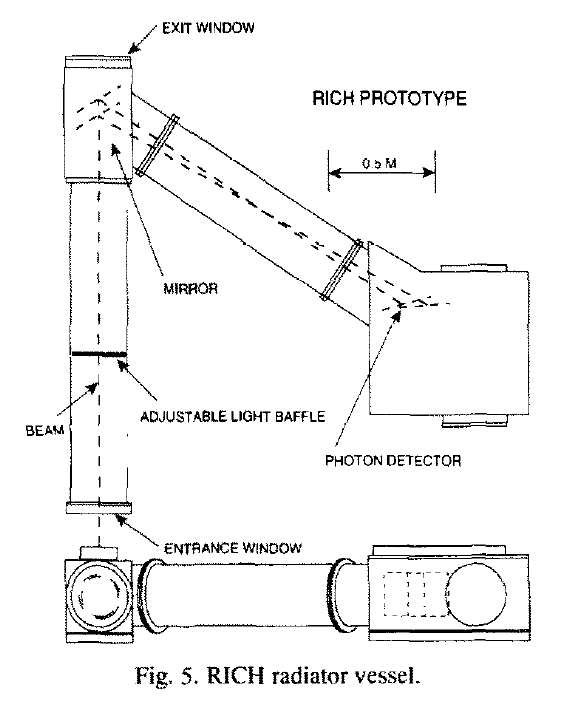 EXIT WINDOW
RICH PROTOTYPE
0.5 M
MIRROR
ADJUSTABLE LIGHT BAFFLE
BEAM
PHOTON DETECTOR
ENTRANCE WINDOW
Fig. 5. RICH radiator vessel.